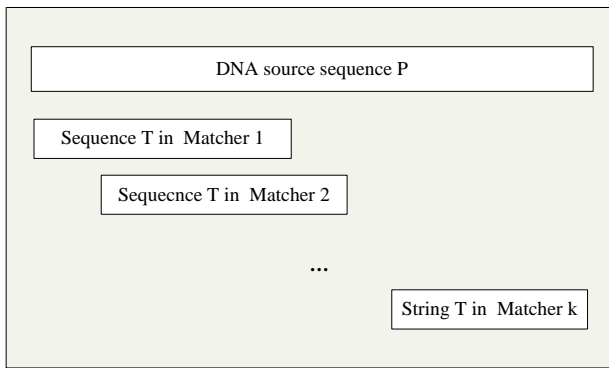 DNA source sequence P
Sequence T in Matcher 1
Sequecnce T in Matcher 2
...
String T in Matcher k